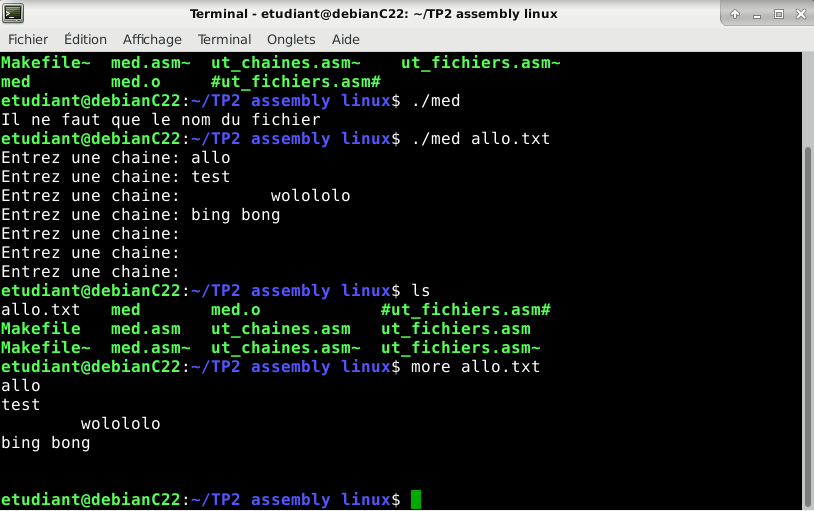 Terminal - etudiant@debianC22: ~/TP2 assembly linux
Fichier Édition Affichage Terminal Onglets Aide
Makefile~  med.asm~  ut_chaines.asm~    ut_fichiers.asm~
med        med.o     #ut_fichiers.asm#
etudiant@debianC22:~/TP2 assembly linux$ ./med
Il ne faut que le nom du fichier
etudiant@debianC22:~/TP2 assembly linux$ ./med allo.txt
Entrez une chaine: allo
Entrez une chaine: test
Entrez une chaine:         wolololo
Entrez une chaine: bing bong
Entrez une chaine:
Entrez une chaine:
Entrez une chaine:
etudiant@debianC22:~/TP2 assembly linux$ ls
allo.txt   med       med.o            #ut_fichiers.asm#
Makefile   med.asm   ut_chaines.asm   ut_fichiers.asm
Makefile~  med.asm~  ut_chaines.asm~  ut_fichiers.asm~
etudiant@debianC22:~/TP2 assembly linux$ more allo.txt
allo
test
        wolololo
bing bong
etudiant@debianC22:~/TP2 assembly linux$